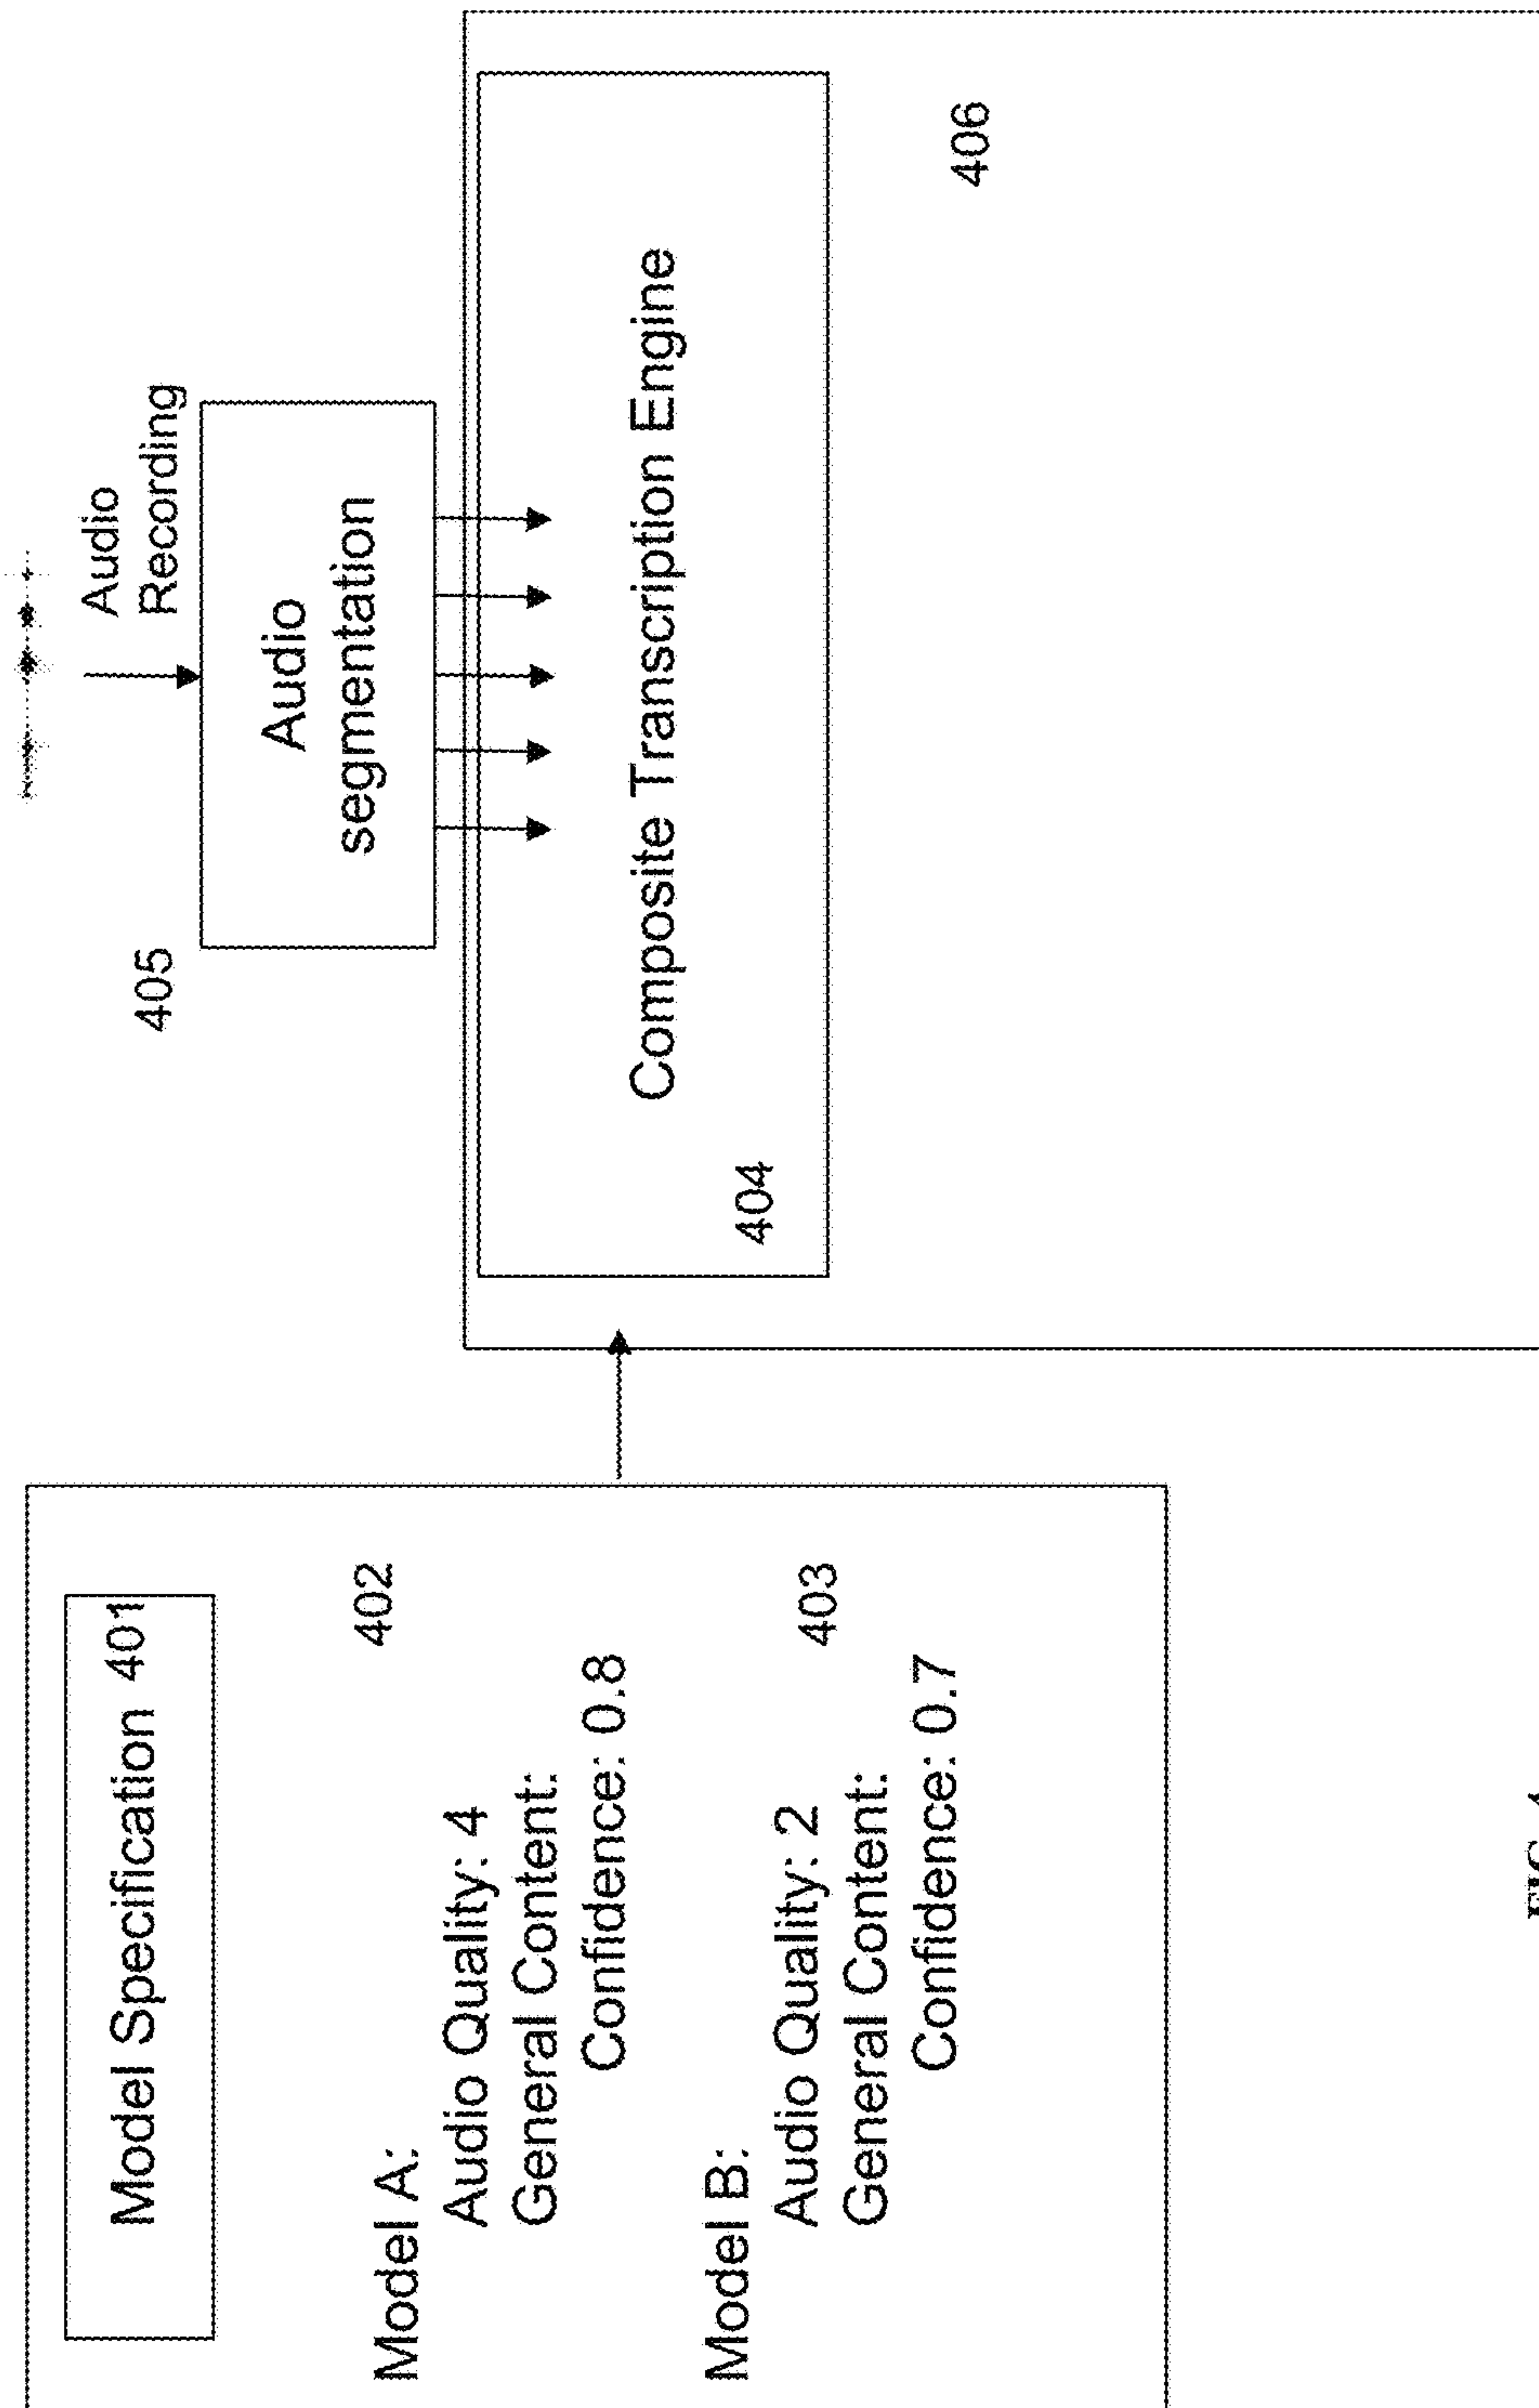 Model Specification 401
402
Model A:
Audio Quality: 4
General Content:
Confidence: 0.8
403
Model B:
Audio Quality: 2
General Content:
Confidence: 0.7
Audio
Recording
405
Audio
segmentation
Composite Transcription Engine
404
406